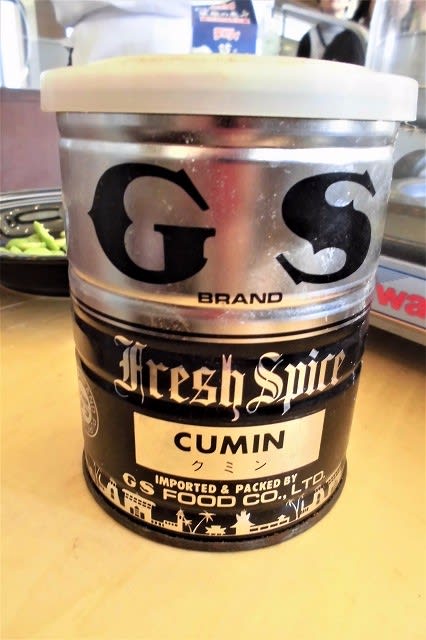 GS
BRAND
Fresh Spice
CUMIN
クミン
IMPORTED & PACKED BY
GS FOOD CO., LTD.